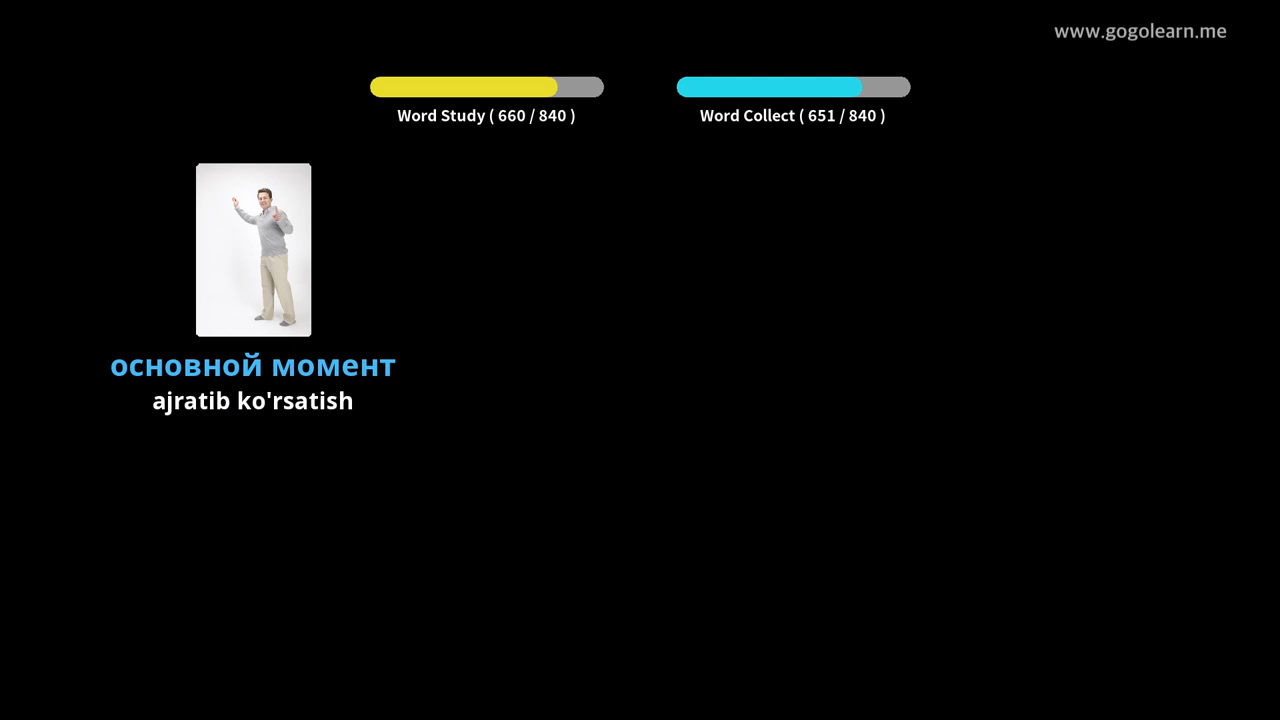 www.gogolearn.me
Word Study ( 660 / 840 )
Word Collect ( 651 / 840 )
основной момент
ajratib ko'rsatish